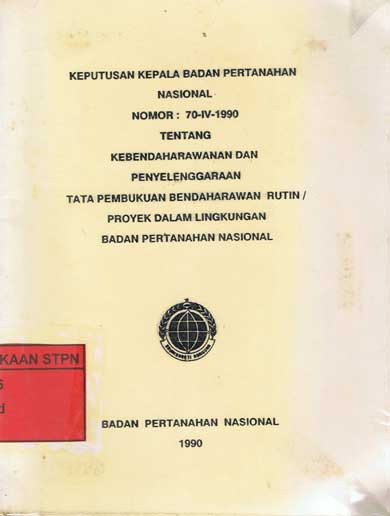 KEPUTUSAN KEPALA BADAN PERTANAHAN
NASIONAL
NOMOR : 70-IV-1990
TENTANG
KEBENDAHARAWANAN DAN
PENYELENGGARAAN
TATA PEMBUKUAN BENDAHARAWAN RUTIN /
PROYEK DALAM LINGKUNGAN
BADAN PERTANAHAN NASIONAL
KAAN STPN
BADAN PERTANAHAN NASIONAL
1990